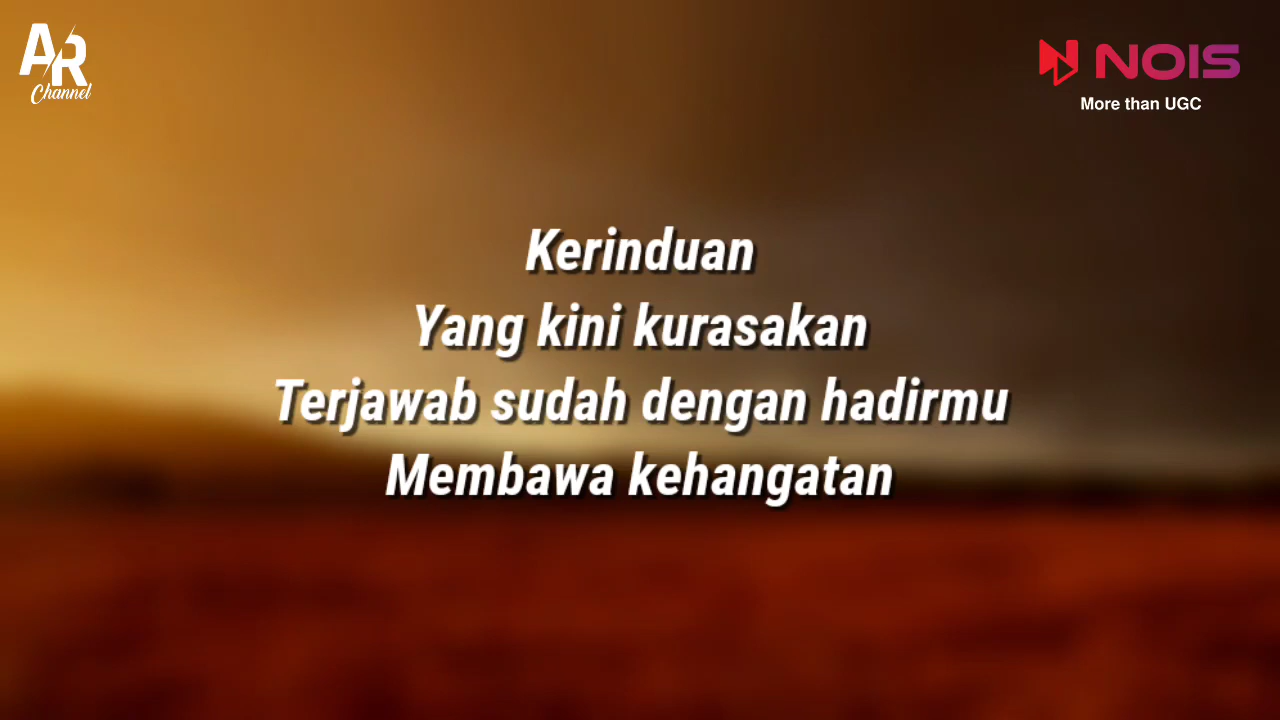 AR
Channel
NOIS
More than UGC
Kerinduan
Yang kini kurasakan
Terjawab sudah dengan hadirmu
Membawa kehangatan